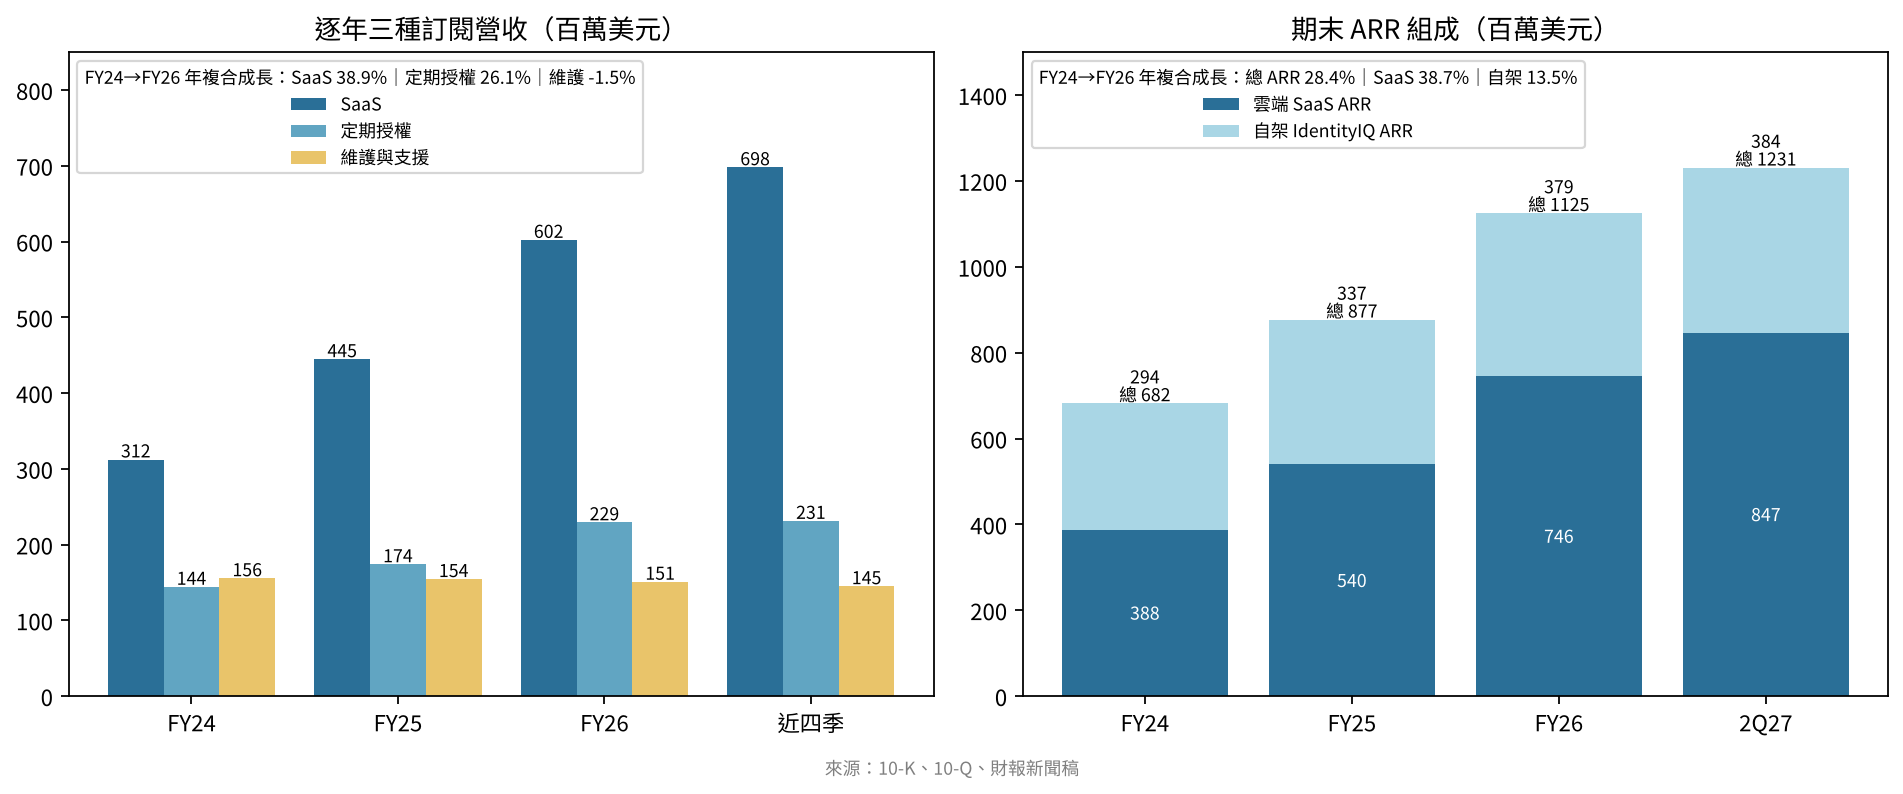 逐年三種訂閱營收（百萬美元）
FY24→FY26 年複合成長：SaaS 38.9%｜定期授權 26.1%｜維護 -1.5%
SaaS
定期授權
維護與支援
800
700
600
500
400
300
200
100
0
312
144
156
445
174
154
602
229
151
698
231
145
FY24
FY25
FY26
近四季
期末 ARR 組成（百萬美元）
FY24→FY26 年複合成長：總 ARR 28.4%｜SaaS 38.7%｜自架 13.5%
雲端 SaaS ARR
自架 IdentityIQ ARR
1400
1200
1000
800
600
400
200
0
294
總 682
388
337
總 877
540
379
總 1125
746
384
總 1231
847
FY24
FY25
FY26
2Q27
來源：10-K、10-Q、財報新聞稿